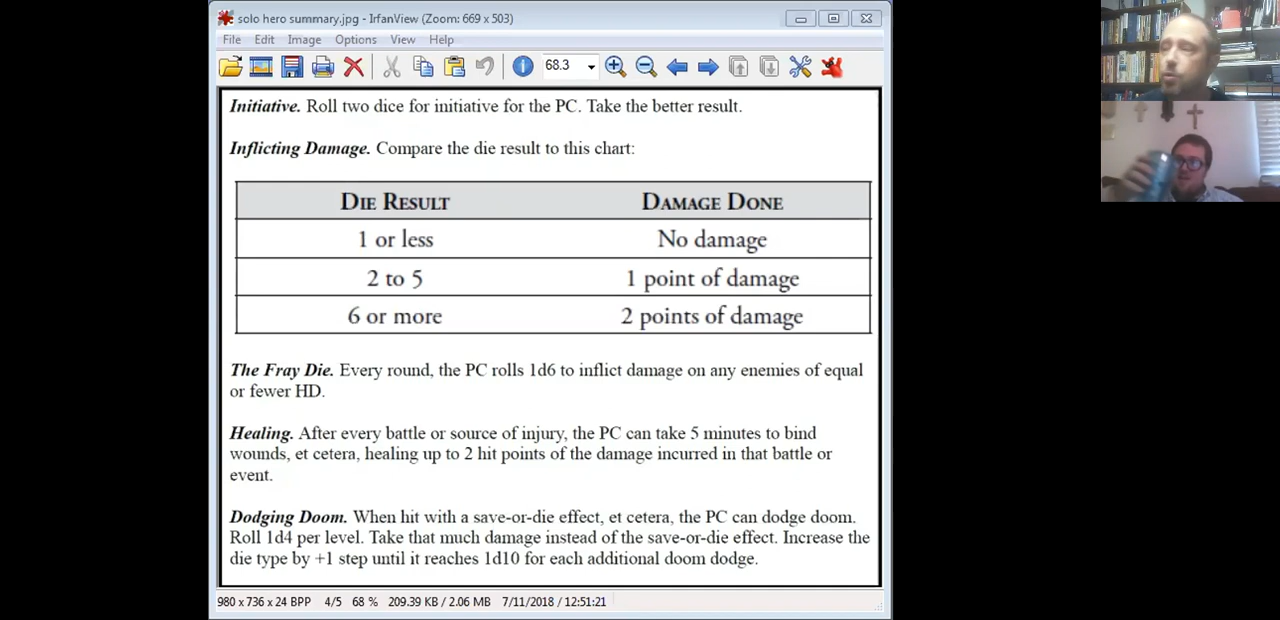 solo hero summary.jpg - IrfanView (Zoom: 669 x 503)
File Edit Image Options View Help
68.3
Initiative. Roll two dice for initiative for the PC. Take the better result.
Inflicting Damage. Compare the die result to this chart:
DIE RESULT DAMAGE DONE
1 or less No damage
2 to 5 1 point of damage
6 or more 2 points of damage
The Fray Die. Every round, the PC rolls 1d6 to inflict damage on any enemies of equal
or fewer HD.
Healing. After every battle or source of injury, the PC can take 5 minutes to bind
wounds, et cetera, healing up to 2 hit points of the damage incurred in that battle or
event.
Dodging Doom. When hit with a save-or-die effect, et cetera, the PC can dodge doom.
Roll 1d4 per level. Take that much damage instead of the save-or-die effect. Increase the
die type by +1 step until it reaches 1d10 for each additional doom dodge.
980 x 736 x 24 BPP 4/5 68 % 209.39 KB / 2.06 MB 7/11/2018 / 12:51:21